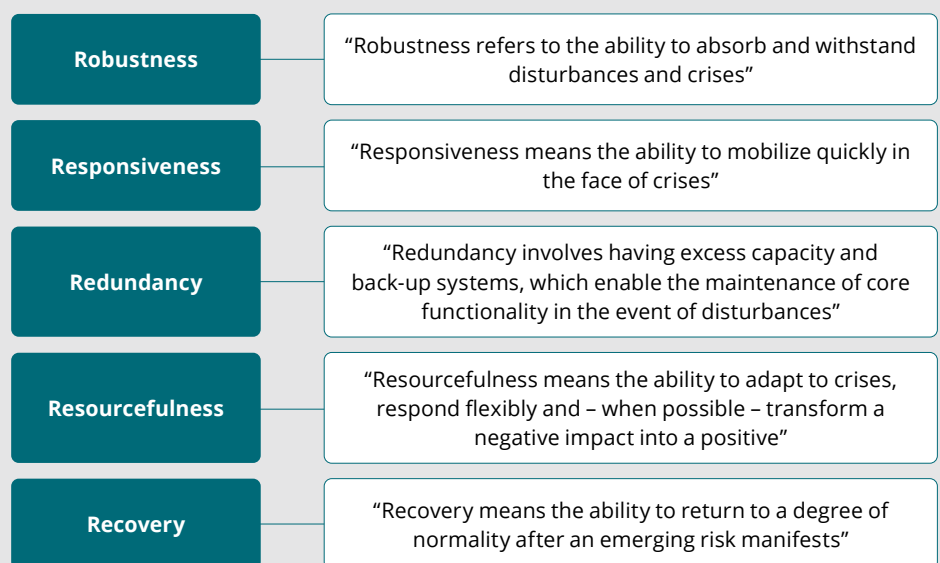 Robustness
“Robustness refers to the ability to absorb and withstand
disturbances and crises”
Responsiveness
“Responsiveness means the ability to mobilize quickly in
the face of crises”
Redundancy
“Redundancy involves having excess capacity and
back-up systems, which enable the maintenance of core
functionality in the event of disturbances”
Resourcefulness
“Resourcefulness means the ability to adapt to crises,
respond flexibly and – when possible – transform a
negative impact into a positive”
Recovery
“Recovery means the ability to return to a degree of
normality after an emerging risk manifests”